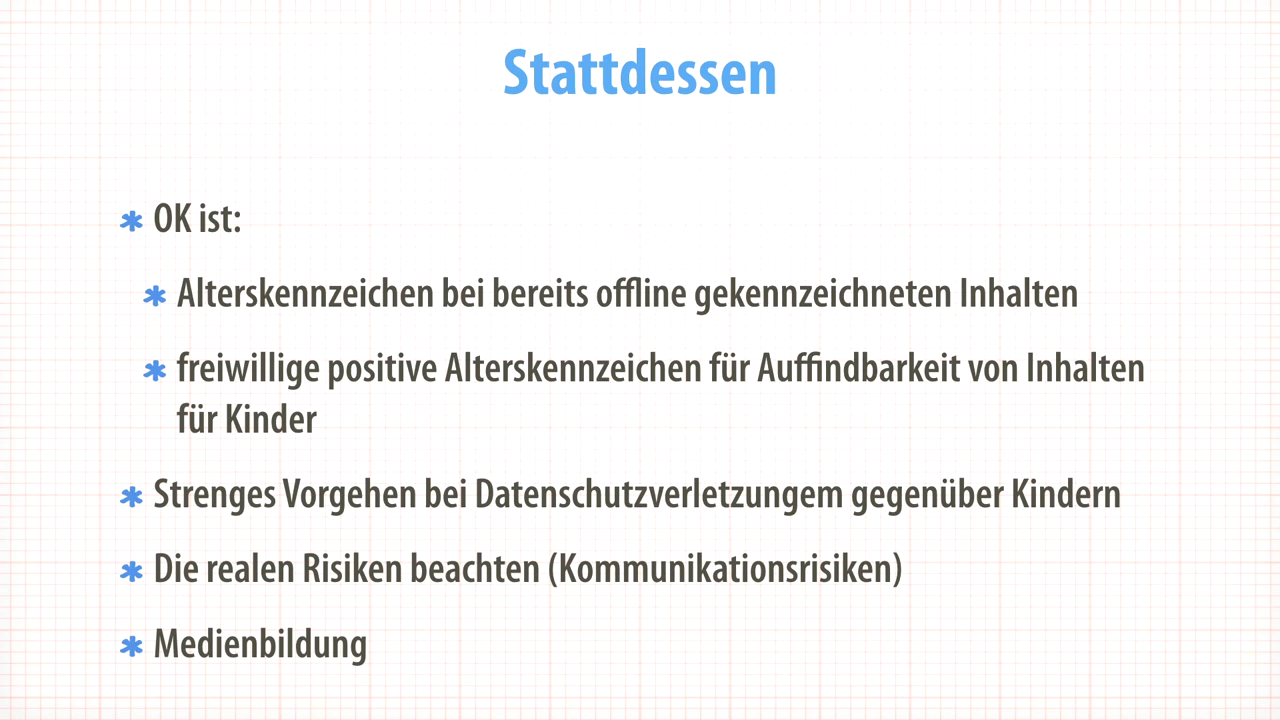 Stattdessen
OK ist:
Alterskennzeichen bei bereits offline gekennzeichneten Inhalten
freiwillige positive Alterskennzeichen für Auffindbarkeit von Inhalten
für Kinder
Strenges Vorgehen bei Datenschutzverletzungem gegenüber Kindern
Die realen Risiken beachten (Kommunikationsrisiken)
Medienbildung